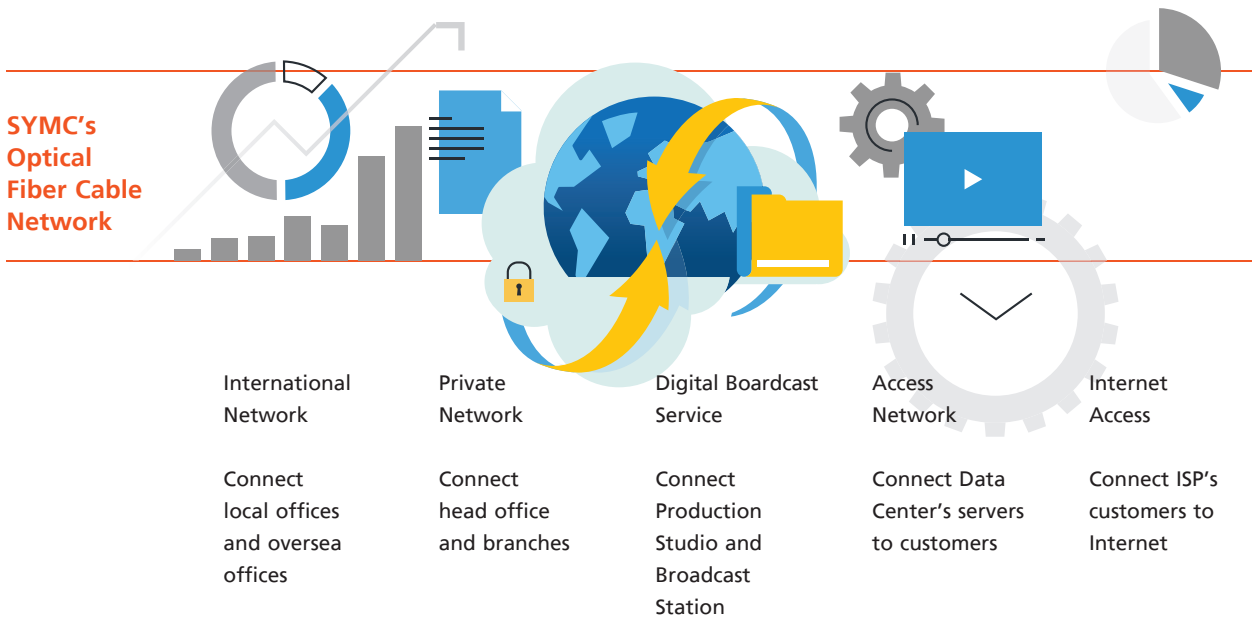 SYMC's
Optical
Fiber Cable
Network
International
Network
Connect
local offices
and oversea
offices
Private
Network
Connect
head office
and branches
Digital Boardcast
Service
Connect
Production
Studio and
Broadcast
Station
Access
Network
Connect Data
Center's servers
to customers
Internet
Access
Connect ISP's
customers to
Internet